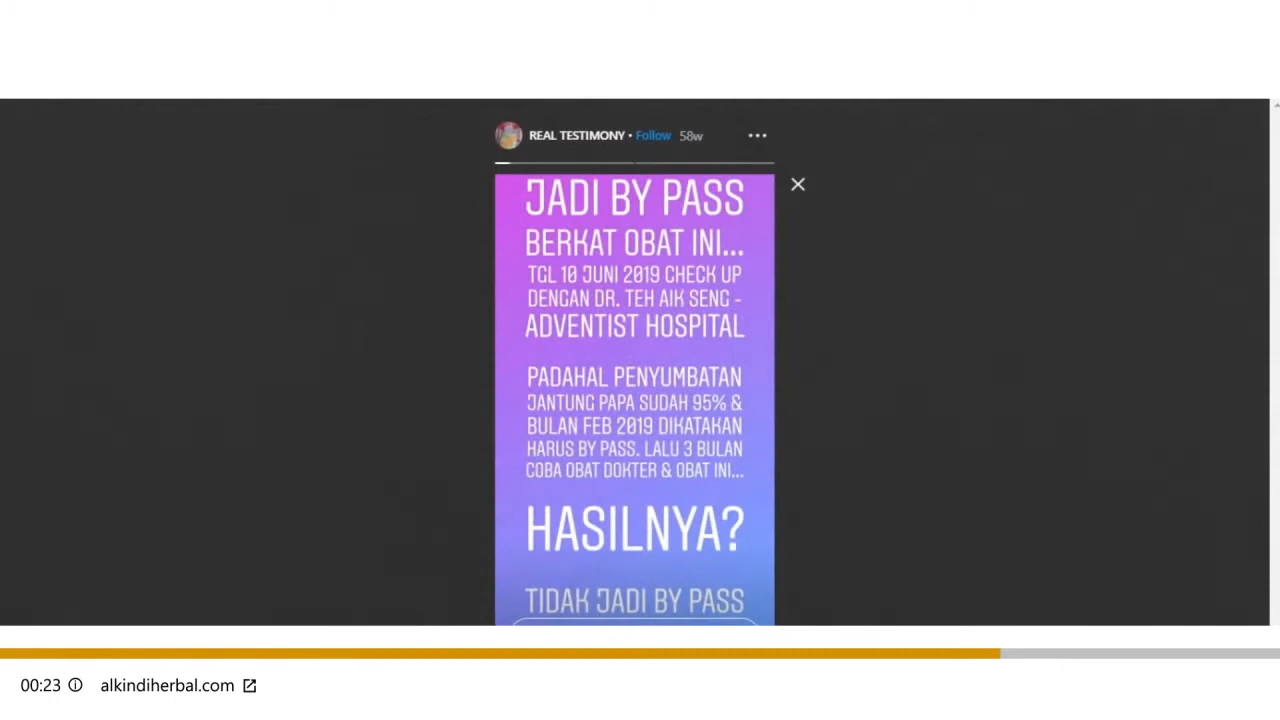 REAL TESTIMONY • Follow 58w
JADI BY PASS
BERKAT OBAT INI...
TGL 10 JUNI 2019 CHECK UP
DENGAN DR. TEH AIK SENG -
ADVENTIST HOSPITAL
PADAHAL PENYUMBATAN
JANTUNG PAPA SUDAH 95% &
BULAN FEB 2019 DIKATAKAN
HARUS BY PASS. LALU 3 BULAN
COBA OBAT DOKTER & OBAT INI...
HASILNYA?
TIDAK JADI BY PASS
00:23 alkindiherbal.com